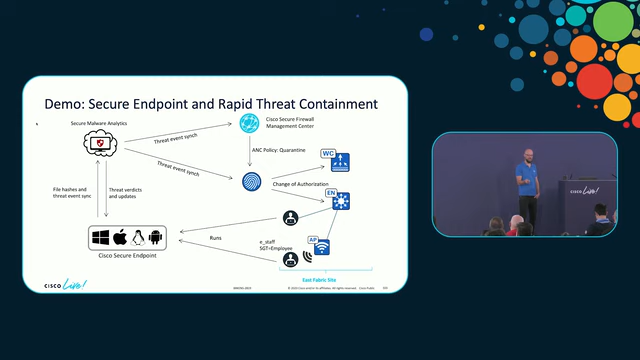 Demo: Secure Endpoint and Rapid Threat Containment
Secure Malware Analytics
Threat event synch
Cisco Secure Firewall
Management Center
ANC Policy: Quarantine
WC
Threat event synch
Change of Authorization
EN
File hashes and
threat event sync
Threat verdicts
and updates
Runs
e_staff
SGT=Employee
AP
Cisco Secure Endpoint
East Fabric Site
CISCO Live!
CISCO Live!